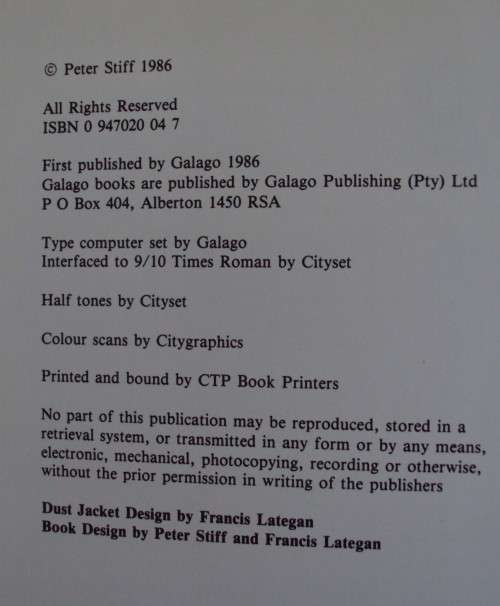 © Peter Stiff 1986
All Rights Reserved
ISBN 0 947020 04 7
First published by Galago 1986
Galago books are published by Galago Publishing (Pty) Ltd
P O Box 404, Alberton 1450 RSA
Type computer set by Galago
Interfaced to 9/10 Times Roman by Cityset
Half tones by Cityset
Colour scans by Citygraphics
Printed and bound by CTP Book Printers
No part of this publication may be reproduced, stored in a
retrieval system, or transmitted in any form or by any means,
electronic, mechanical, photocopying, recording or otherwise,
without the prior permission in writing of the publishers
Dust Jacket Design by Francis Lategan
Book Design by Peter Stiff and Francis Lategan